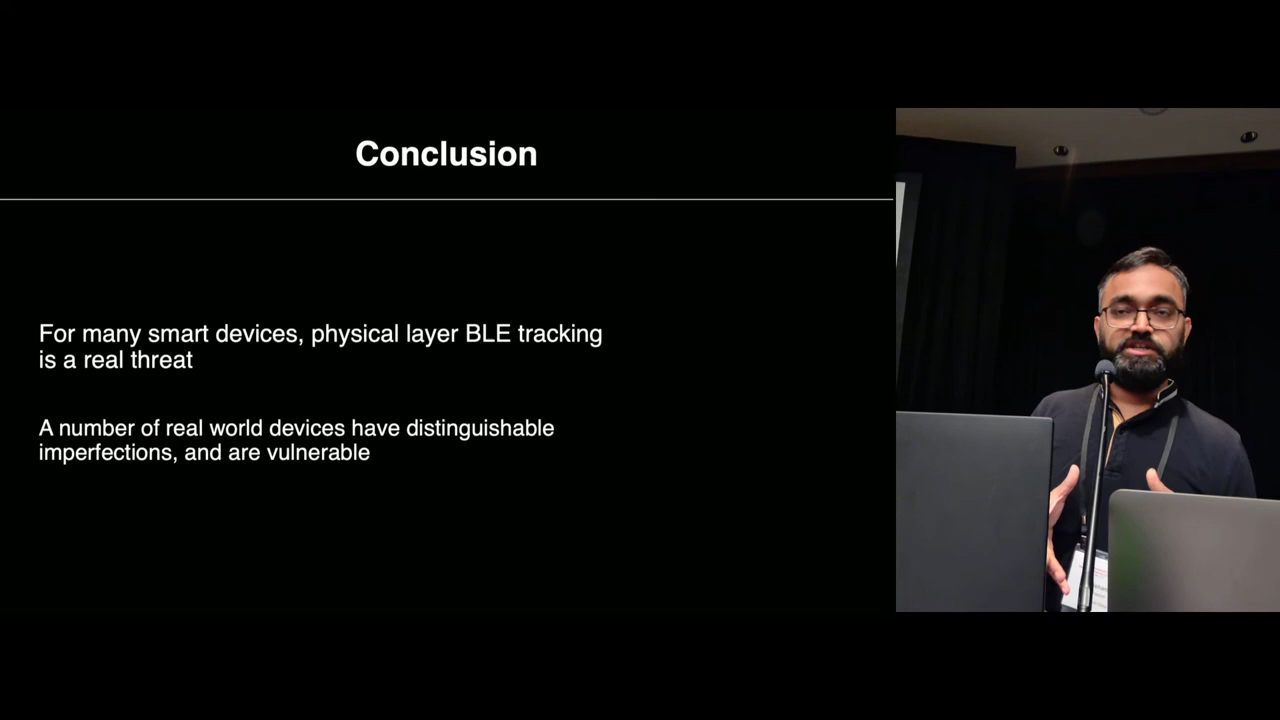 Conclusion
For many smart devices, physical layer BLE tracking
is a real threat
A number of real world devices have distinguishable
imperfections, and are vulnerable